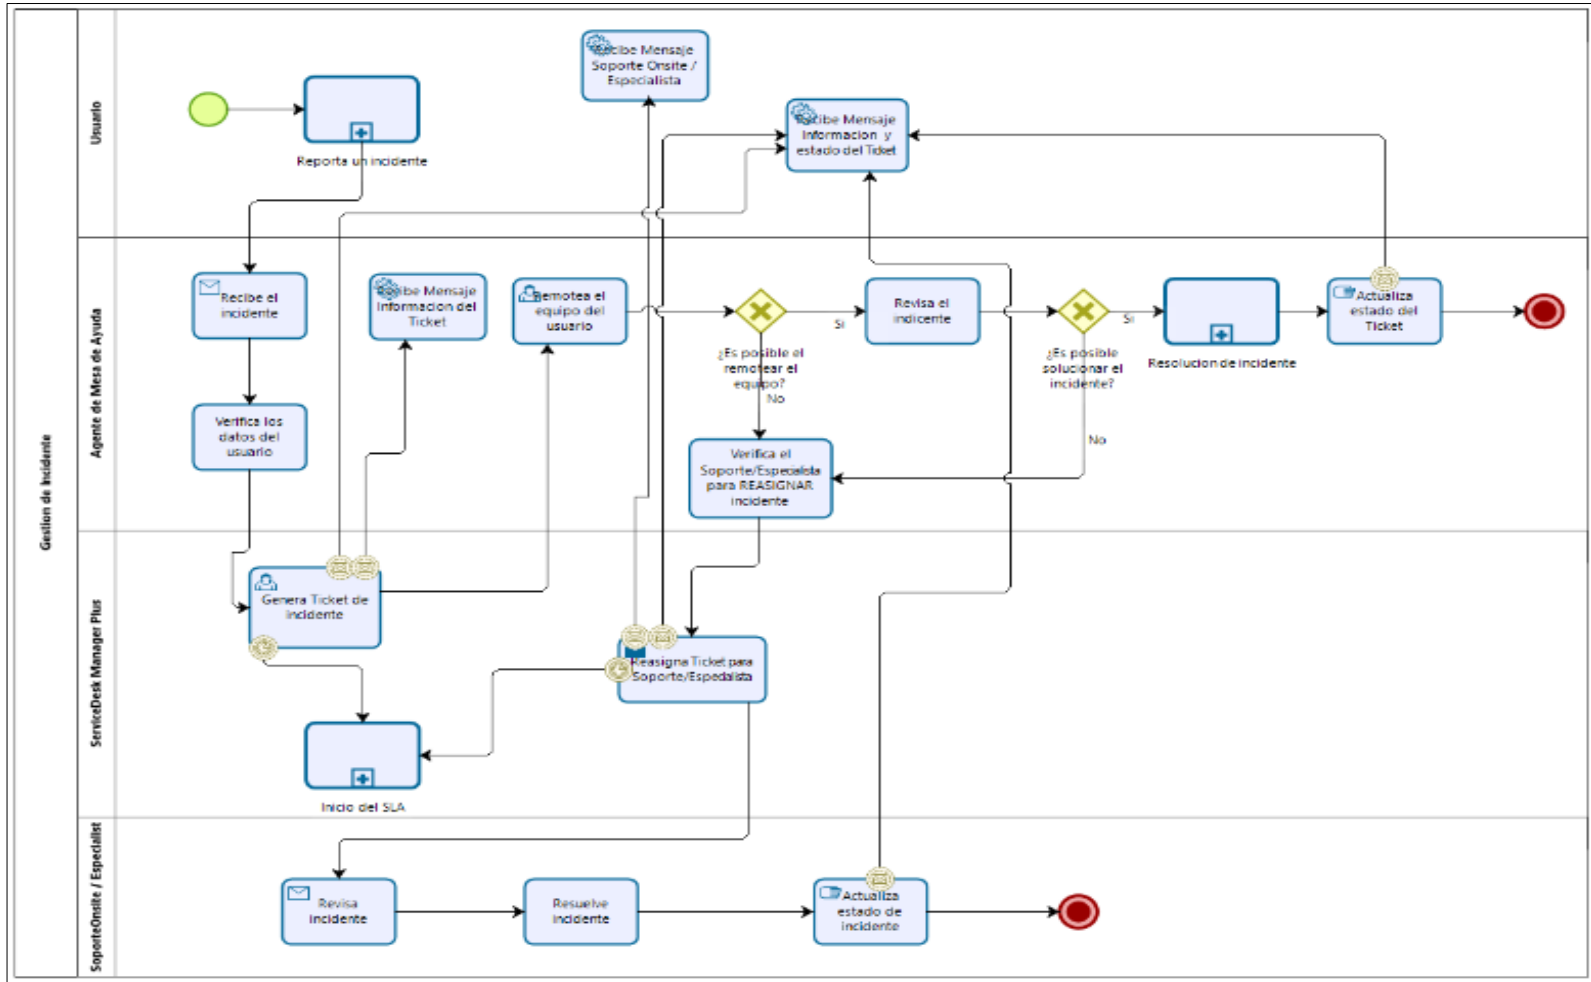 Gestion de Incidente
Usuario
Reporta un incidente
Recibe Mensaje
Soporte Onsite /
Especialista
Recibe Mensaje
Informacion y
estado del Ticket
Agente de Mesa de Ayuda
Recibe el
incidente
Verifica los
datos del
usuario
Recibe Mensaje
Informacion del
Ticket
Remotea el
equipo del
usuario
¿Es posible el
remotear el
equipo?
Si
No
Revisa el
indicente
¿Es posible
solucionar el
incidente?
Si
No
Resolucion de incidente
Actualiza
estado del
Ticket
Verifica el
Soporte/Especialista
para REASIGNAR
incidente
ServiceDesk Manager Plus
Genera Ticket de
incidente
Reasigna Ticket para
Soporte/Especialista
Inicio del SLA
SoporteOnsite / Especialist
Revisa
incidente
Resuelve
incidente
Actualiza
estado de
incidente